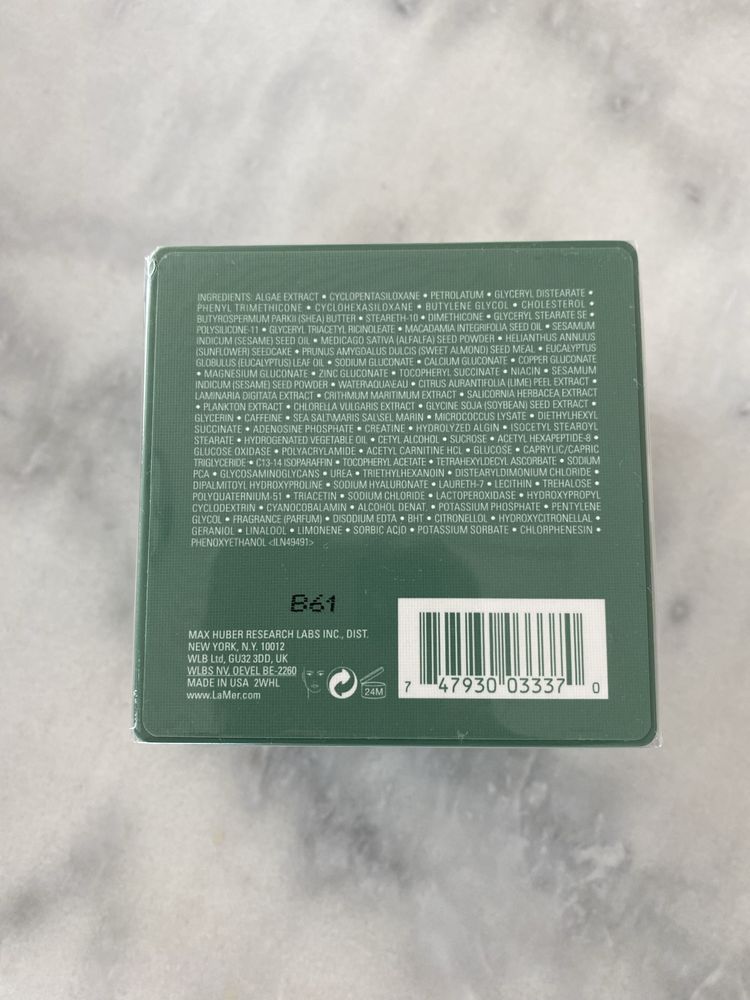 INGREDIENTS: ALGAE EXTRACT • CYCLOPENTASILOXANE • PETROLATUM • GLYCERYL DISTEARATE •
PHENYL TRIMETHICONE • CYCLOHEXASILOXANE • BUTYLENE GLYCOL • CHOLESTEROL •
BUTYROSPERMUM PARKII (SHEA) BUTTER • STEARETH-10 • DIMETHICONE • GLYCERYL STEARATE SE •
POLYSILICONE-11 • GLYCERYL TRIACETYL RICINOLEATE • MACADAMIA INTEGRIFOLIA SEED OIL • SESAMUM
INDICUM (SESAME) SEED OIL • MEDICAGO SATIVA (ALFALFA) SEED POWDER • HELIANTHUS ANNUUS
(SUNFLOWER) SEEDCAKE • PRUNUS AMYGDALUS DULCIS (SWEET ALMOND) SEED MEAL • EUCALYPTUS
GLOBULUS (EUCALYPTUS) LEAF OIL • SODIUM GLUCONATE • CALCIUM GLUCONATE • COPPER GLUCONATE
• MAGNESIUM GLUCONATE • ZINC GLUCONATE • TOCOPHERYL SUCCINATE • NIACIN • SESAMUM
INDICUM (SESAME) SEED POWDER • WATER\AQUA\EAU • CITRUS AURANTIFOLIA (LIME) PEEL EXTRACT •
LAMINARIA DIGITATA EXTRACT • CRITHMUM MARITIMUM EXTRACT • SALICORNIA HERBACEA EXTRACT
• PLANKTON EXTRACT • CHLORELLA VULGARIS EXTRACT • GLYCINE SOJA (SOYBEAN) SEED EXTRACT •
GLYCERIN • CAFFEINE • SEA SALT\MARIS SAL\SEL MARIN • MICROCOCCUS LYSATE • DIETHYLHEXYL
SUCCINATE • ADENOSINE PHOSPHATE • CREATINE • HYDROLYZED ALGIN • ISOCETYL STEAROYL
STEARATE • HYDROGENATED VEGETABLE OIL • CETYL ALCOHOL • SUCROSE • ACETYL HEXAPEPTIDE-8 •
GLUCOSE OXIDASE • POLYACRYLAMIDE • ACETYL CARNITINE HCL • GLUCOSE • CAPRYLIC/CAPRIC
TRIGLYCERIDE • C13-14 ISOPARAFFIN • TOCOPHERYL ACETATE • TETRAHEXYLDECYL ASCORBATE • SODIUM
PCA • GLYCOSAMINOGLYCANS • UREA • TRIETHYLHEXANOIN • DISTEARYLDIMONIUM CHLORIDE •
DIPALMITOYL HYDROXYPROLINE • SODIUM HYALURONATE • LAURETH-7 • LECITHIN • TREHALOSE •
POLYQUATERNIUM-51 • TRIACETIN • SODIUM CHLORIDE • LACTOPEROXIDASE • HYDROXYPROPYL
CYCLODEXTRIN • CYANOCOBALAMIN • ALCOHOL DENAT. • POTASSIUM PHOSPHATE • PENTYLENE
GLYCOL • FRAGRANCE (PARFUM) • DISODIUM EDTA • BHT • CITRONELLOL • HYDROXYCITRONELLAL •
GERANIOL • LINALOOL • LIMONENE • SORBIC ACID • POTASSIUM SORBATE • CHLORPHENESIN •
PHENOXYETHANOL <ILN49491>
B61
MAX HUBER RESEARCH LABS INC., DIST.
NEW YORK, N.Y. 10012
WLB Ltd, GU32 3DD, UK
WLBS NV, OEVEL BE-2260
MADE IN USA 2WHL
www.LaMer.com
24M
7 47930 03337 0